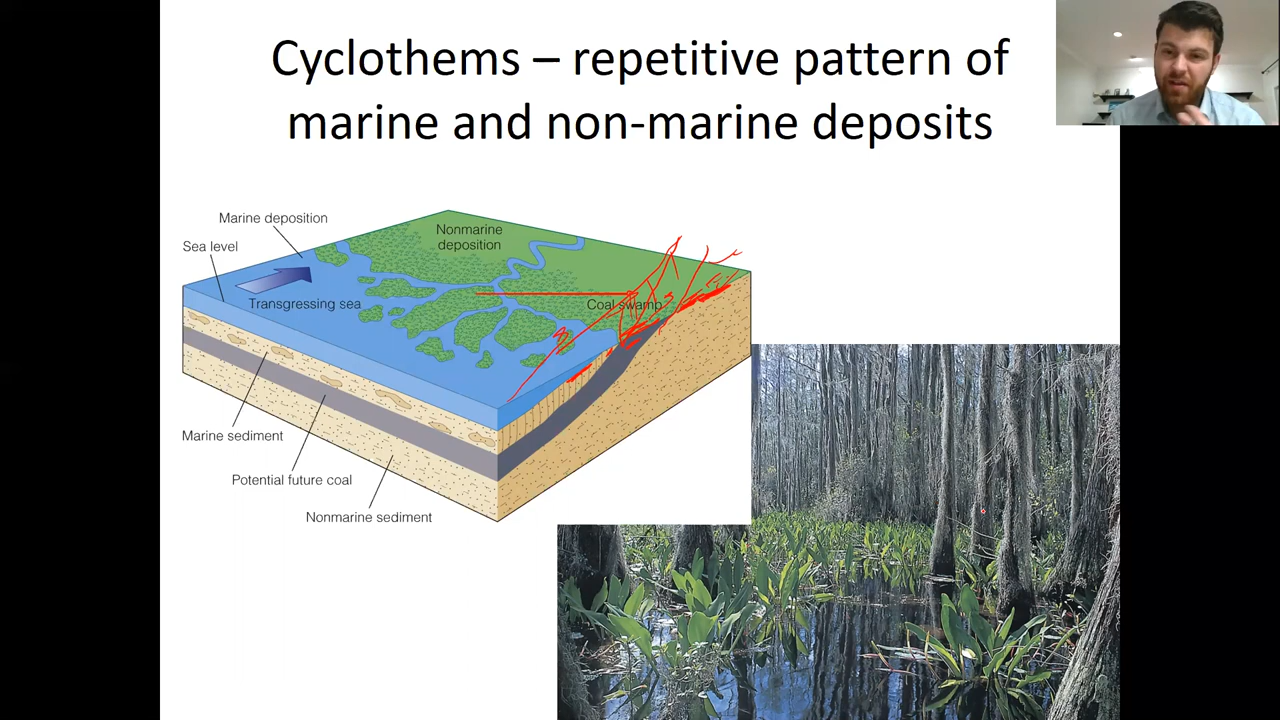 Cyclothems – repetitive pattern of
marine and non-marine deposits
Marine deposition
Sea level
Nonmarine
deposition
Transgressing sea
Coal swamp
Marine sediment
Potential future coal
Nonmarine sediment